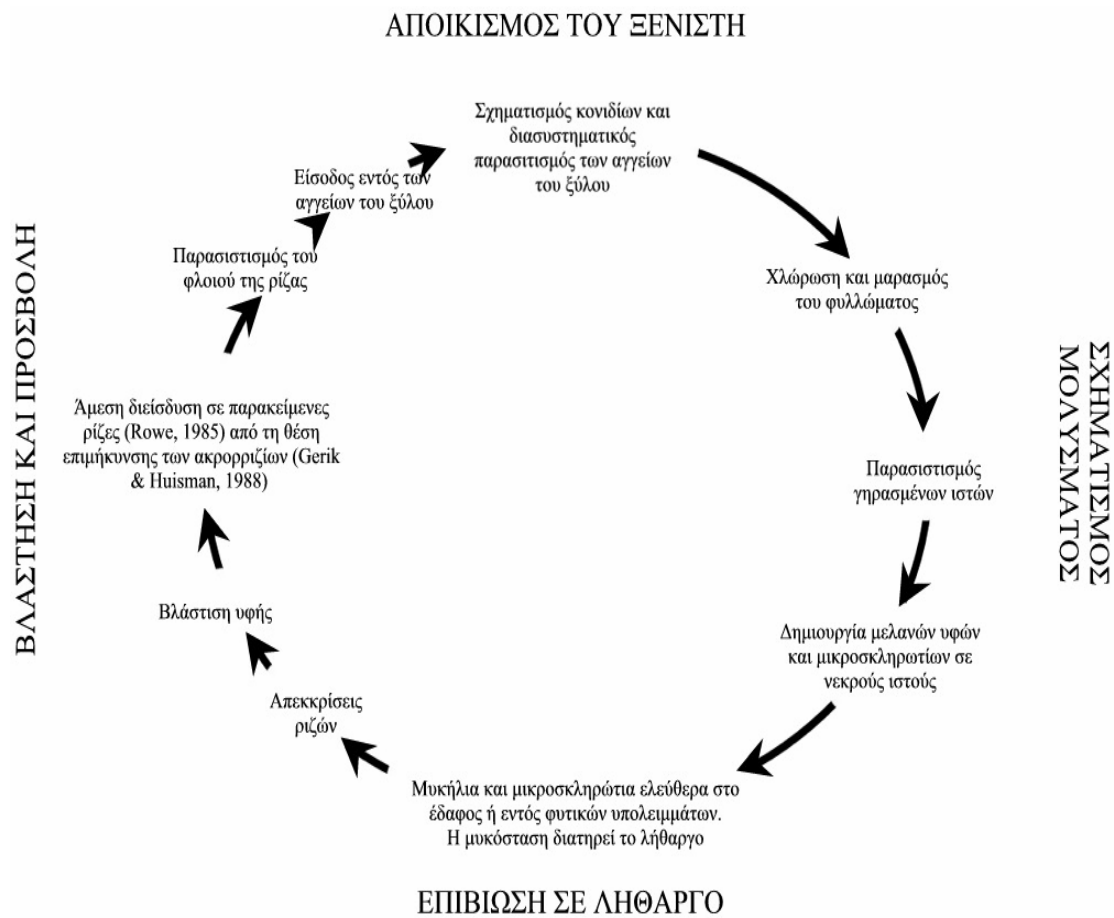 ΑΠΟΙΚΙΣΜΟΣ ΤΟΥ ΞΕΝΙΣΤΗ
Σχηματισμός κονιδίων και
διασυστηματικός
παρασιτισμός των αγγείων
του ξύλου
Χλώρωση και μαρασμός
του φυλλώματος
ΣΧΗΜΑΤΙΣΜΟΣ
ΜΟΛΥΣΜΑΤΟΣ
Παρασιστισμός
γηρασμένων ιστών
Δημιουργία μελανών υφών
και μικροσκληρωτίων σε
νεκρούς ιστούς
Μυκήλια και μικροσκληρώτια ελεύθερα στο
έδαφος ή εντός φυτικών υπολειμμάτων.
Η μυκόσταση διατηρεί το λήθαργο
ΕΠΙΒΙΩΣΗ ΣΕ ΛΗΘΑΡΓΟ
Απεκκρίσεις
ριζών
Βλάστιση υφής
ΒΛΑΣΤΗΣΗ ΚΑΙ ΠΡΟΣΒΟΛΗ
Άμεση διείσδυση σε παρακείμενες
ρίζες (Rowe, 1985) από τη θέση
επιμήκυνσης των ακρορριζίων (Gerik
& Huisman, 1988)
Παρασιστισμός του
φλοιού της ρίζας
Είσοδος εντός των
αγγείων του ξύλου